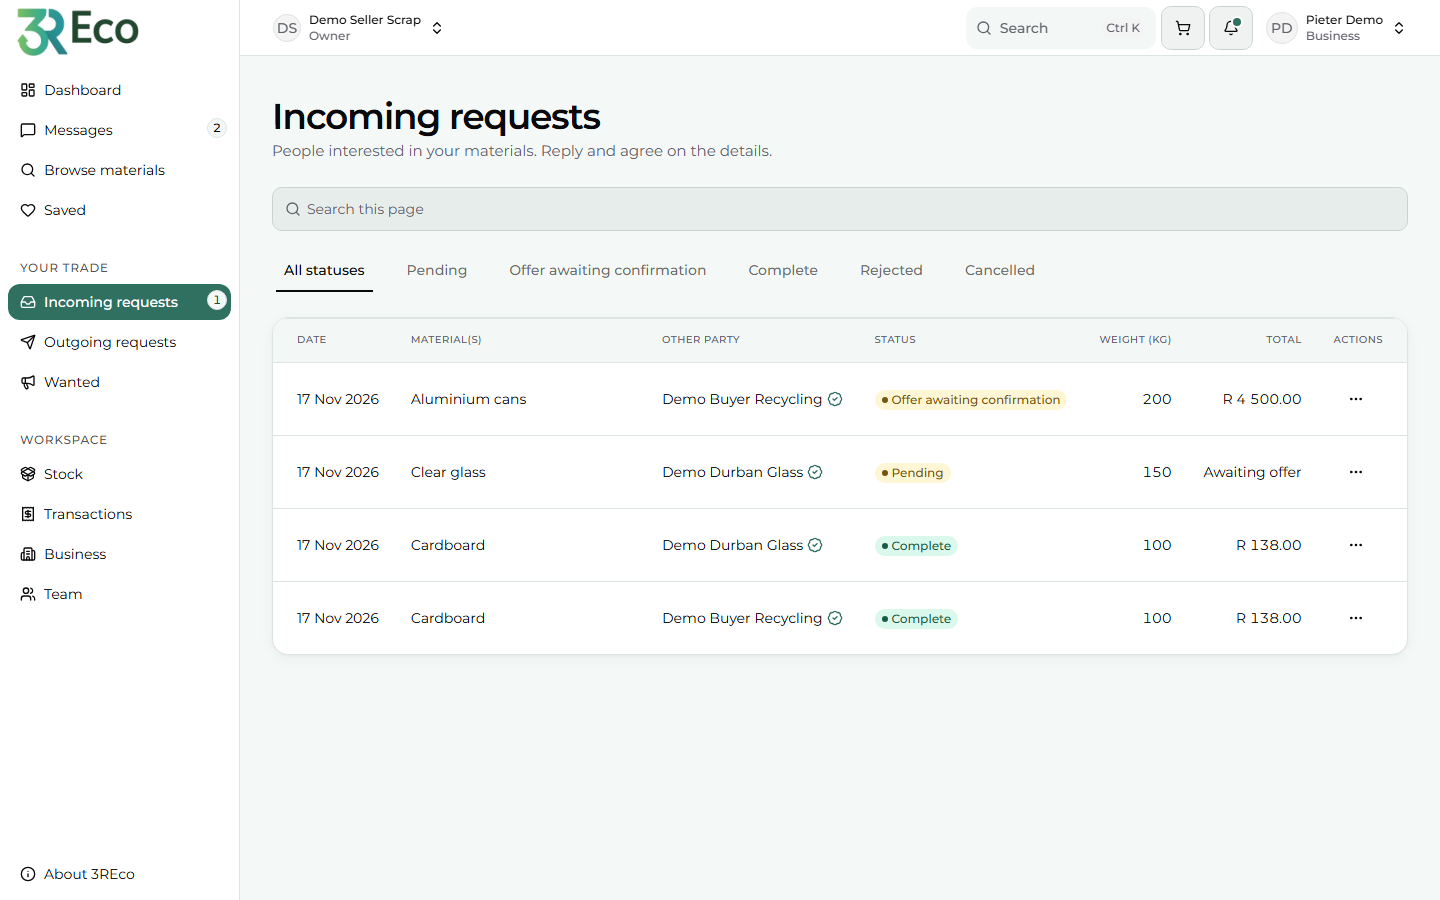 3R Eco
Demo Seller Scrap
DS
Owner
Search
Ctrl K
PD
Pieter Demo
Business
Dashboard
Messages
2
Browse materials
Saved
YOUR TRADE
Incoming requests
1
Outgoing requests
Wanted
WORKSPACE
Stock
Transactions
Business
Team
About 3REco
Incoming requests
People interested in your materials. Reply and agree on the details.
Search this page
All statuses Pending Offer awaiting confirmation Complete Rejected Cancelled
DATE MATERIAL(S) OTHER PARTY STATUS WEIGHT (KG) TOTAL ACTIONS
17 Nov 2026 Aluminium cans Demo Buyer Recycling Offer awaiting confirmation 200 R 4 500.00
17 Nov 2026 Clear glass Demo Durban Glass Pending 150 Awaiting offer
17 Nov 2026 Cardboard Demo Durban Glass Complete 100 R 138.00
17 Nov 2026 Cardboard Demo Buyer Recycling Complete 100 R 138.00